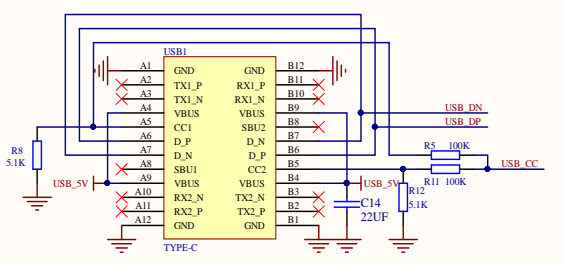 USB1
A1 GND GND B12
A2 TX1_P RX1_P B11
A3 TX1_N RX1_N B10
A4 VBUS VBUS B9 USB_DN
A5 CC1 SBU2 B8 USB_DP
A6 D_P D_N B7
R8 A7 D_N D_P B6 R5 100K
5.1K A8 SBU1 CC2 B5 USB_CC
USB_5V A9 VBUS VBUS B4 USB_5V R11 100K
A10 RX2_N TX2_N B3 R12
A11 RX2_P TX2_P B2 C14 5.1K
A12 GND GND B1 22UF
TYPE-C